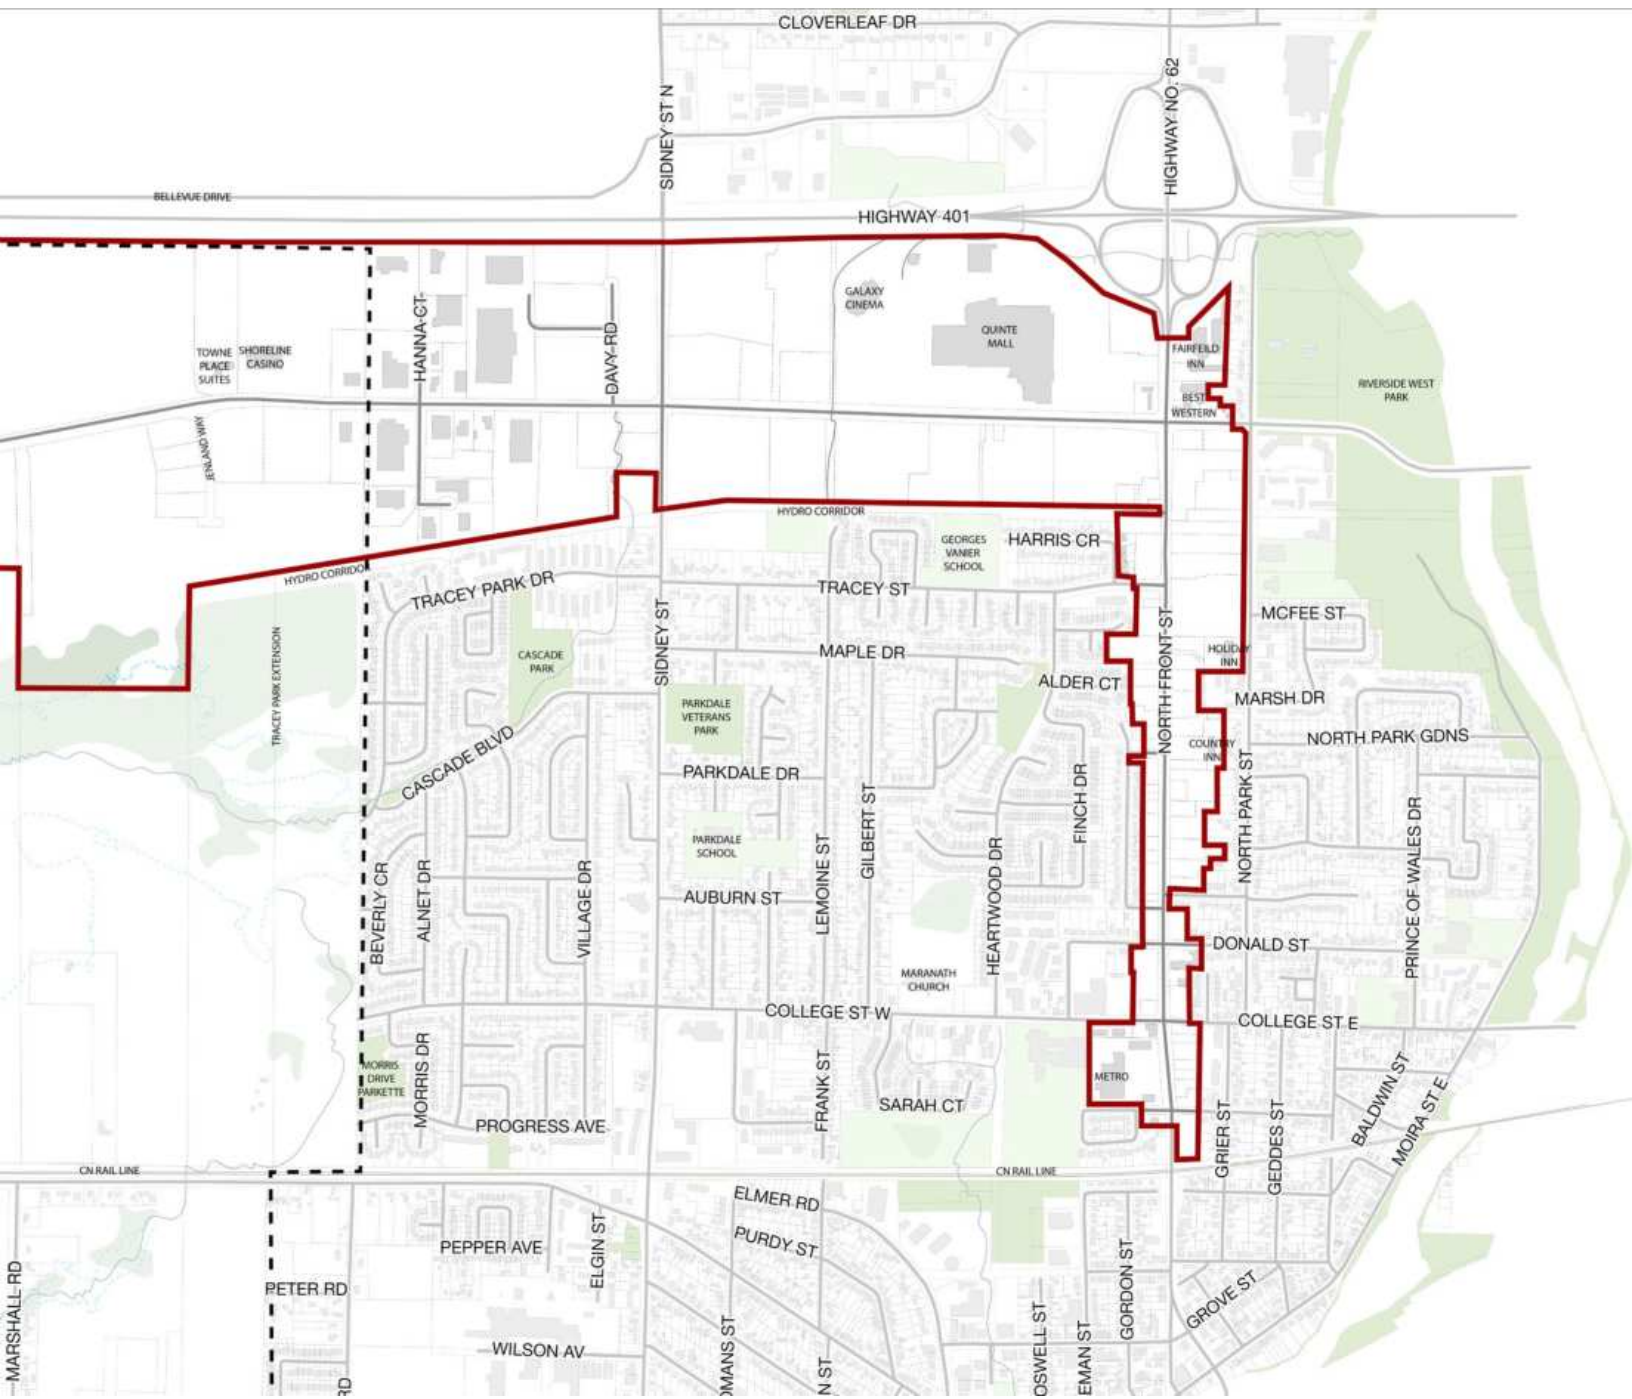 CLOVERLEAF DR
HIGHWAY NO. 62
SIDNEY ST N
BELLEVUE DRIVE
HIGHWAY 401
GALAXY
CINEMA
QUINTE
MALL
HANNA CT
DAVY RD
TOWNE
PLACE
SUITES
SHORELINE
CASINO
FAIRFEILD
INN
BEST
WESTERN
RIVERSIDE WEST
PARK
JENLAND WAY
HYDRO CORRIDOR
GEORGES
VANIER
SCHOOL
HARRIS CR
HYDRO CORRIDOR
TRACEY PARK DR
TRACEY ST
MCFEE ST
SIDNEY ST
NORTH FRONT ST
TRACEY PARK EXTENSION
CASCADE
PARK
MAPLE DR
HOLIDAY
INN
ALDER CT
MARSH DR
PARKDALE
VETERANS
PARK
NORTH PARK GDNS
COUNTRY
INN
CASCADE BLVD
PARKDALE DR
NORTH PARK ST
FINCH DR
GILBERT ST
PRINCE OF WALES DR
PARKDALE
SCHOOL
LEMOINE ST
HEARTWOOD DR
BEVERLY CR
ALNET DR
VILLAGE DR
AUBURN ST
DONALD ST
MARANATH
CHURCH
COLLEGE ST W
COLLEGE ST E
MORRIS
DRIVE
PARKETTE
MORRIS DR
FRANK ST
METRO
SARAH CT
PROGRESS AVE
GRIER ST
GEDDES ST
BALDWIN ST
MOIRA ST E
CN RAIL LINE
CN RAIL LINE
ELMER RD
PURDY ST
PEPPER AVE
ELGIN ST
PETER RD
GORDON ST
GROVE ST
MARSHALL RD
WILSON AV
OMANS ST
N ST
OSWELL ST
EMAN ST
RD